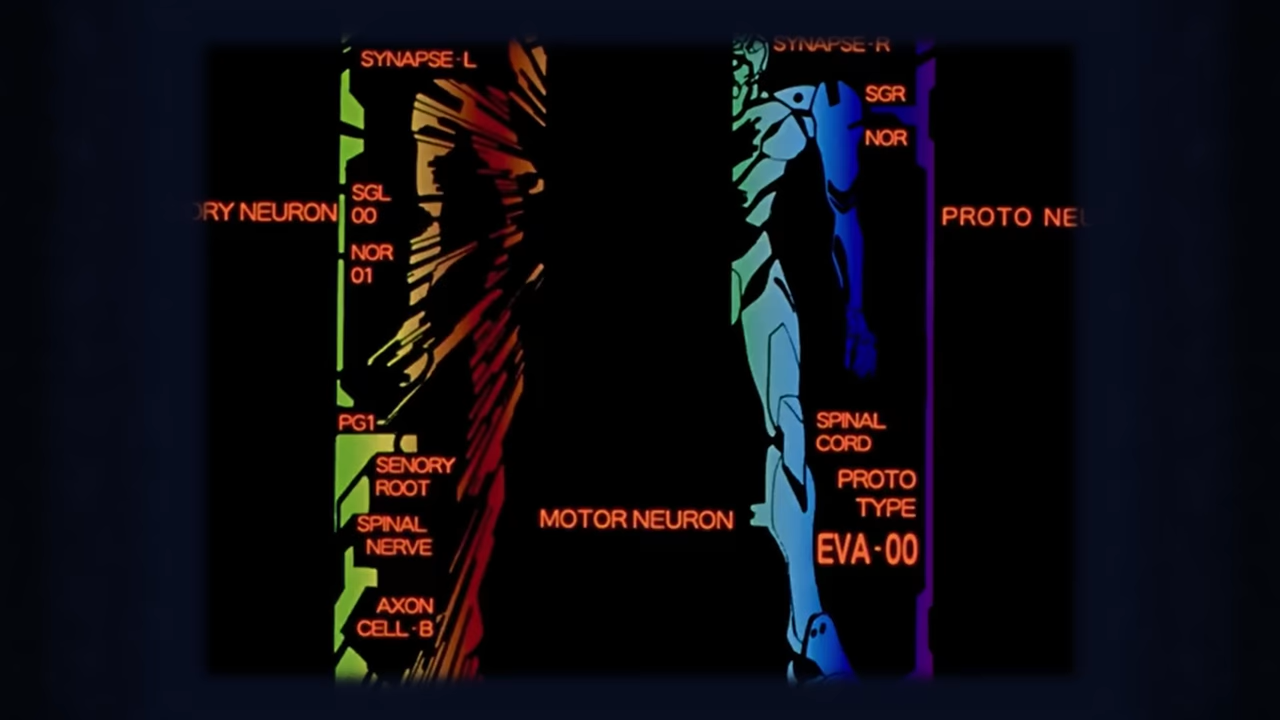 SYNAPSE-L
SYNAPSE-R
SGR
NOR
SGL
00
ORY NEURON
PROTO NEU
NOR
01
PG1
SPINAL
CORD
SENORY
ROOT
PROTO
TYPE
MOTOR NEURON
SPINAL
NERVE
EVA-00
AXON
CELL-B